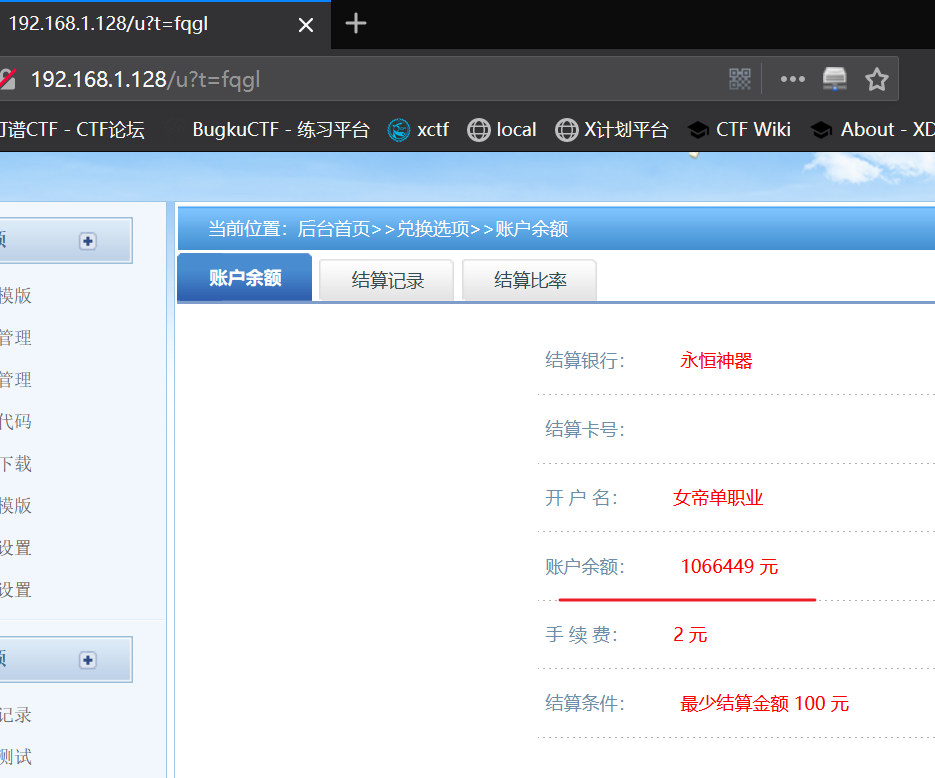 192.168.1.128/u?t=fqgl
192.168.1.128/u?t=fqgl
谱CTF - CTF论坛 BugkuCTF - 练习平台 xctf local X计划平台 CTF Wiki About - XD
当前位置：后台首页>>兑换选项>>账户余额
账户余额 结算记录 结算比率
模版
管理
管理
代码
下载
模版
设置
设置
记录
测试
结算银行： 永恒神器
结算卡号：
开 户 名： 女帝单职业
账户余额： 1066449 元
手 续 费： 2 元
结算条件： 最少结算金额 100 元